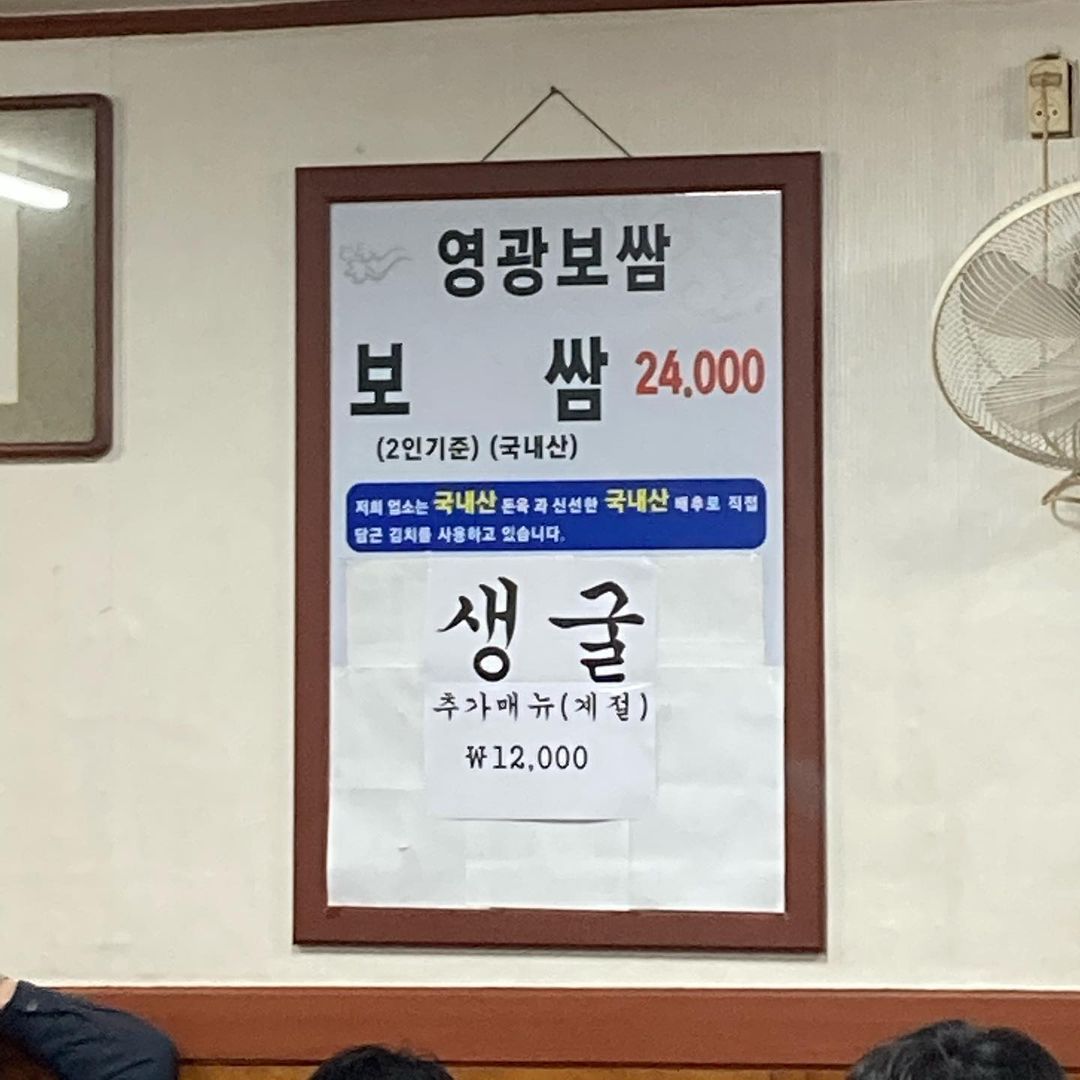 영광보쌈
보 쌈 24.000
(2인기준) (국내산)
저희 업소는 국내산 돈육 과 신선한 국내산 배추로 직접
담근 김치를 사용하고 있습니다.
생 굴
추가매뉴(계절)
₩12,000